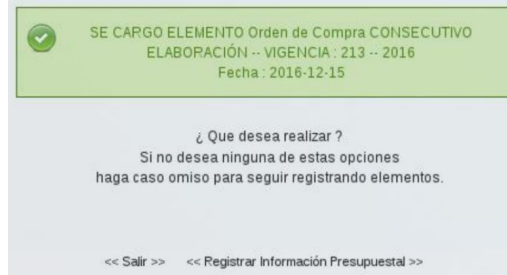 SE CARGO ELEMENTO Orden de Compra CONSECUTIVO
ELABORACIÓN -- VIGENCIA : 213 -- 2016
Fecha : 2016-12-15
¿ Que desea realizar ?
Si no desea ninguna de estas opciones
haga caso omiso para seguir registrando elementos.
<< Salir >> << Registrar Información Presupuestal >>